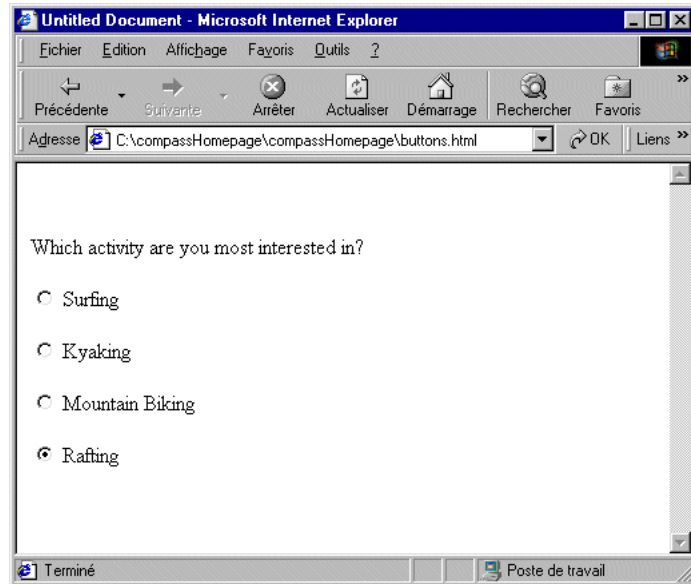 Untitled Document - Microsoft Internet Explorer
Fichier Edition Affichage Favoris Outils ?
Précédente Suivante Arrêter Actualiser Démarrage Rechercher Favoris »
Adresse C:\compassHomepage\compassHomepage\buttons.html OK Liens »
Which activity are you most interested in?
Surfing
Kyaking
Mountain Biking
Rafting
Terminé Poste de travail